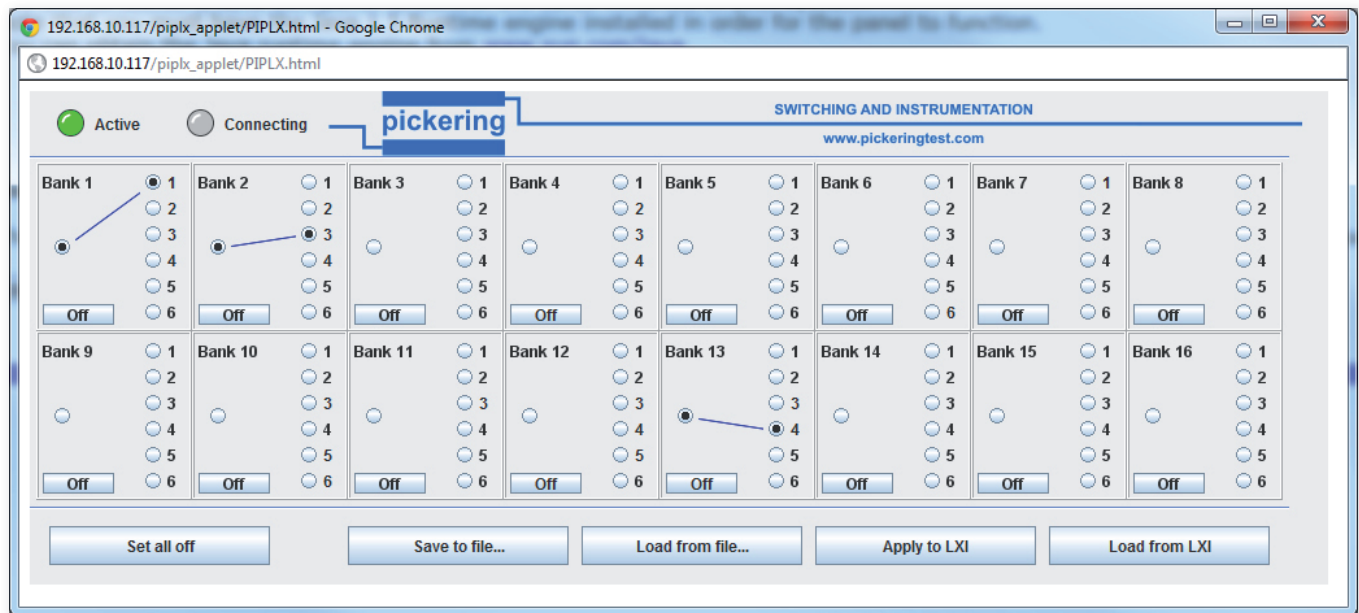 192.168.10.117/piplx_applet/PIPLX.html - Google Chrome
192.168.10.117/piplx_applet/PIPLX.html
Active
Connecting
pickering
SWITCHING AND INSTRUMENTATION
www.pickeringtest.com
Bank 1 1 Bank 2 1 Bank 3 1 Bank 4 1 Bank 5 1 Bank 6 1 Bank 7 1 Bank 8 1
2 2 2 2 2 2 2 2
3 3 3 3 3 3 3 3
4 4 4 4 4 4 4 4
5 5 5 5 5 5 5 5
Off 6 Off 6 Off 6 Off 6 Off 6 Off 6 Off 6 Off 6
Bank 9 1 Bank 10 1 Bank 11 1 Bank 12 1 Bank 13 1 Bank 14 1 Bank 15 1 Bank 16 1
2 2 2 2 2 2 2 2
3 3 3 3 3 3 3 3
4 4 4 4 4 4 4 4
5 5 5 5 5 5 5 5
Off 6 Off 6 Off 6 Off 6 Off 6 Off 6 Off 6 Off 6
Set all off Save to file... Load from file... Apply to LXI Load from LXI